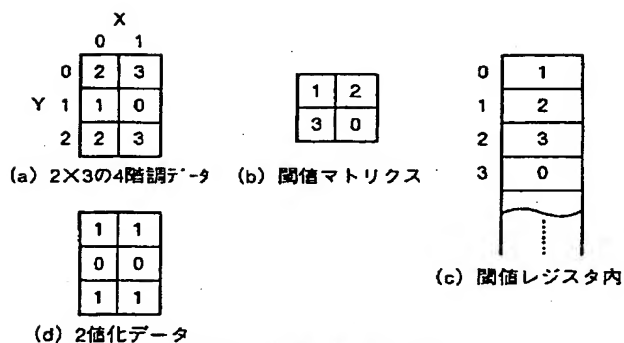 X
0 1
0 2 3
Y 1 1 0
2 2 3
(a) 2×3の4階調データ
1 2
3 0
(b)閾値マトリクス
0 1
1 2
2 3
3 0
(c) 閾値レジスタ内
1 1
0 0
1 1
(d) 2値化データ